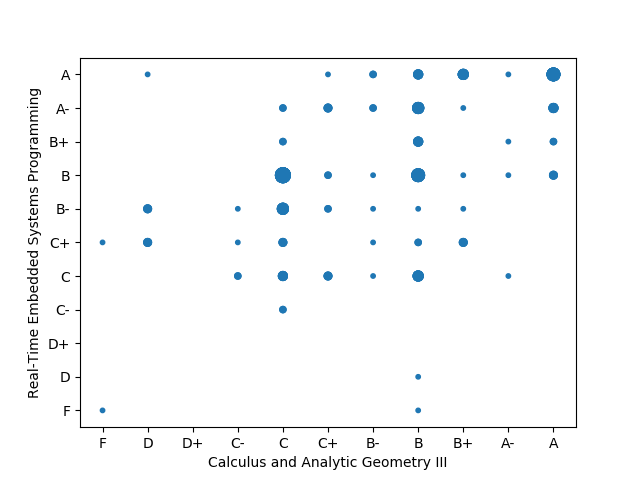 Real-Time Embedded Systems Programming
A
A-
B+
B
B-
C+
C
C-
D+
D
F
F D D+ C- C C+ B- B B+ A- A
Calculus and Analytic Geometry III